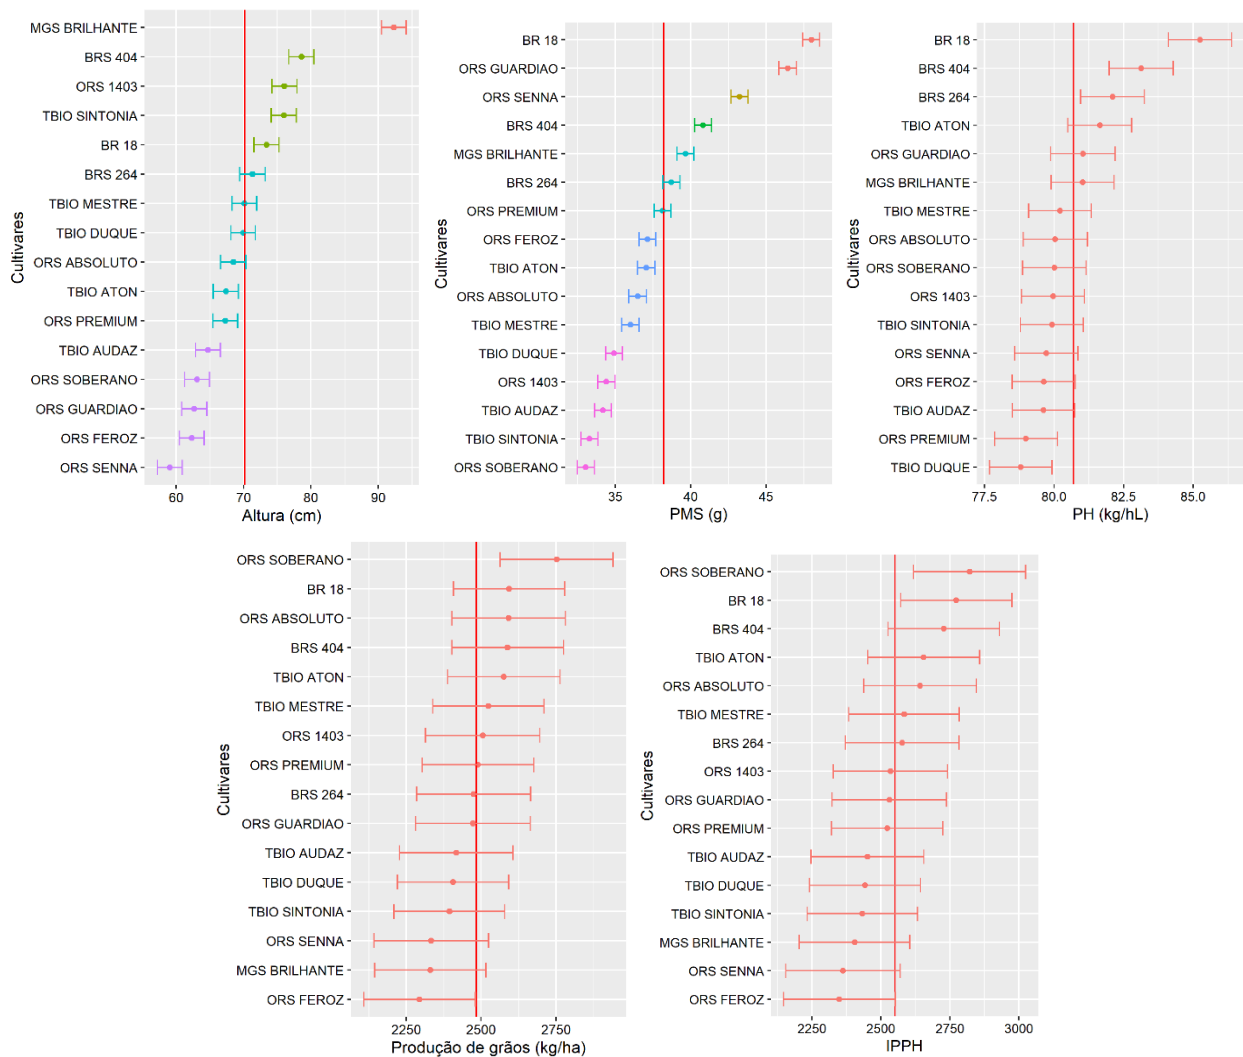 MGS BRILHANTE
BRS 404
ORS 1403
TBIO SINTONIA
BR 18
BRS 264
TBIO MESTRE
TBIO DUQUE
ORS ABSOLUTO
TBIO ATON
ORS PREMIUM
TBIO AUDAZ
ORS SOBERANO
ORS GUARDIAO
ORS FEROZ
ORS SENNA
Cultivares
60 70 80 90
Altura (cm)
BR 18
ORS GUARDIAO
ORS SENNA
BRS 404
MGS BRILHANTE
BRS 264
ORS PREMIUM
ORS FEROZ
TBIO ATON
ORS ABSOLUTO
TBIO MESTRE
TBIO DUQUE
ORS 1403
TBIO AUDAZ
TBIO SINTONIA
ORS SOBERANO
Cultivares
35 40 45
PMS (g)
BR 18
BRS 404
BRS 264
TBIO ATON
ORS GUARDIAO
MGS BRILHANTE
TBIO MESTRE
ORS ABSOLUTO
ORS SOBERANO
ORS 1403
TBIO SINTONIA
ORS SENNA
ORS FEROZ
TBIO AUDAZ
ORS PREMIUM
TBIO DUQUE
Cultivares
77.5 80.0 82.5 85.0
PH (kg/hL)
ORS SOBERANO
BR 18
ORS ABSOLUTO
BRS 404
TBIO ATON
TBIO MESTRE
ORS 1403
ORS PREMIUM
BRS 264
ORS GUARDIAO
TBIO AUDAZ
TBIO DUQUE
TBIO SINTONIA
ORS SENNA
MGS BRILHANTE
ORS FEROZ
Cultivares
2250 2500 2750
Produção de grãos (kg/ha)
ORS SOBERANO
BR 18
BRS 404
TBIO ATON
ORS ABSOLUTO
TBIO MESTRE
BRS 264
ORS 1403
ORS GUARDIAO
ORS PREMIUM
TBIO AUDAZ
TBIO DUQUE
TBIO SINTONIA
MGS BRILHANTE
ORS SENNA
ORS FEROZ
Cultivares
2250 2500 2750 3000
IPPH